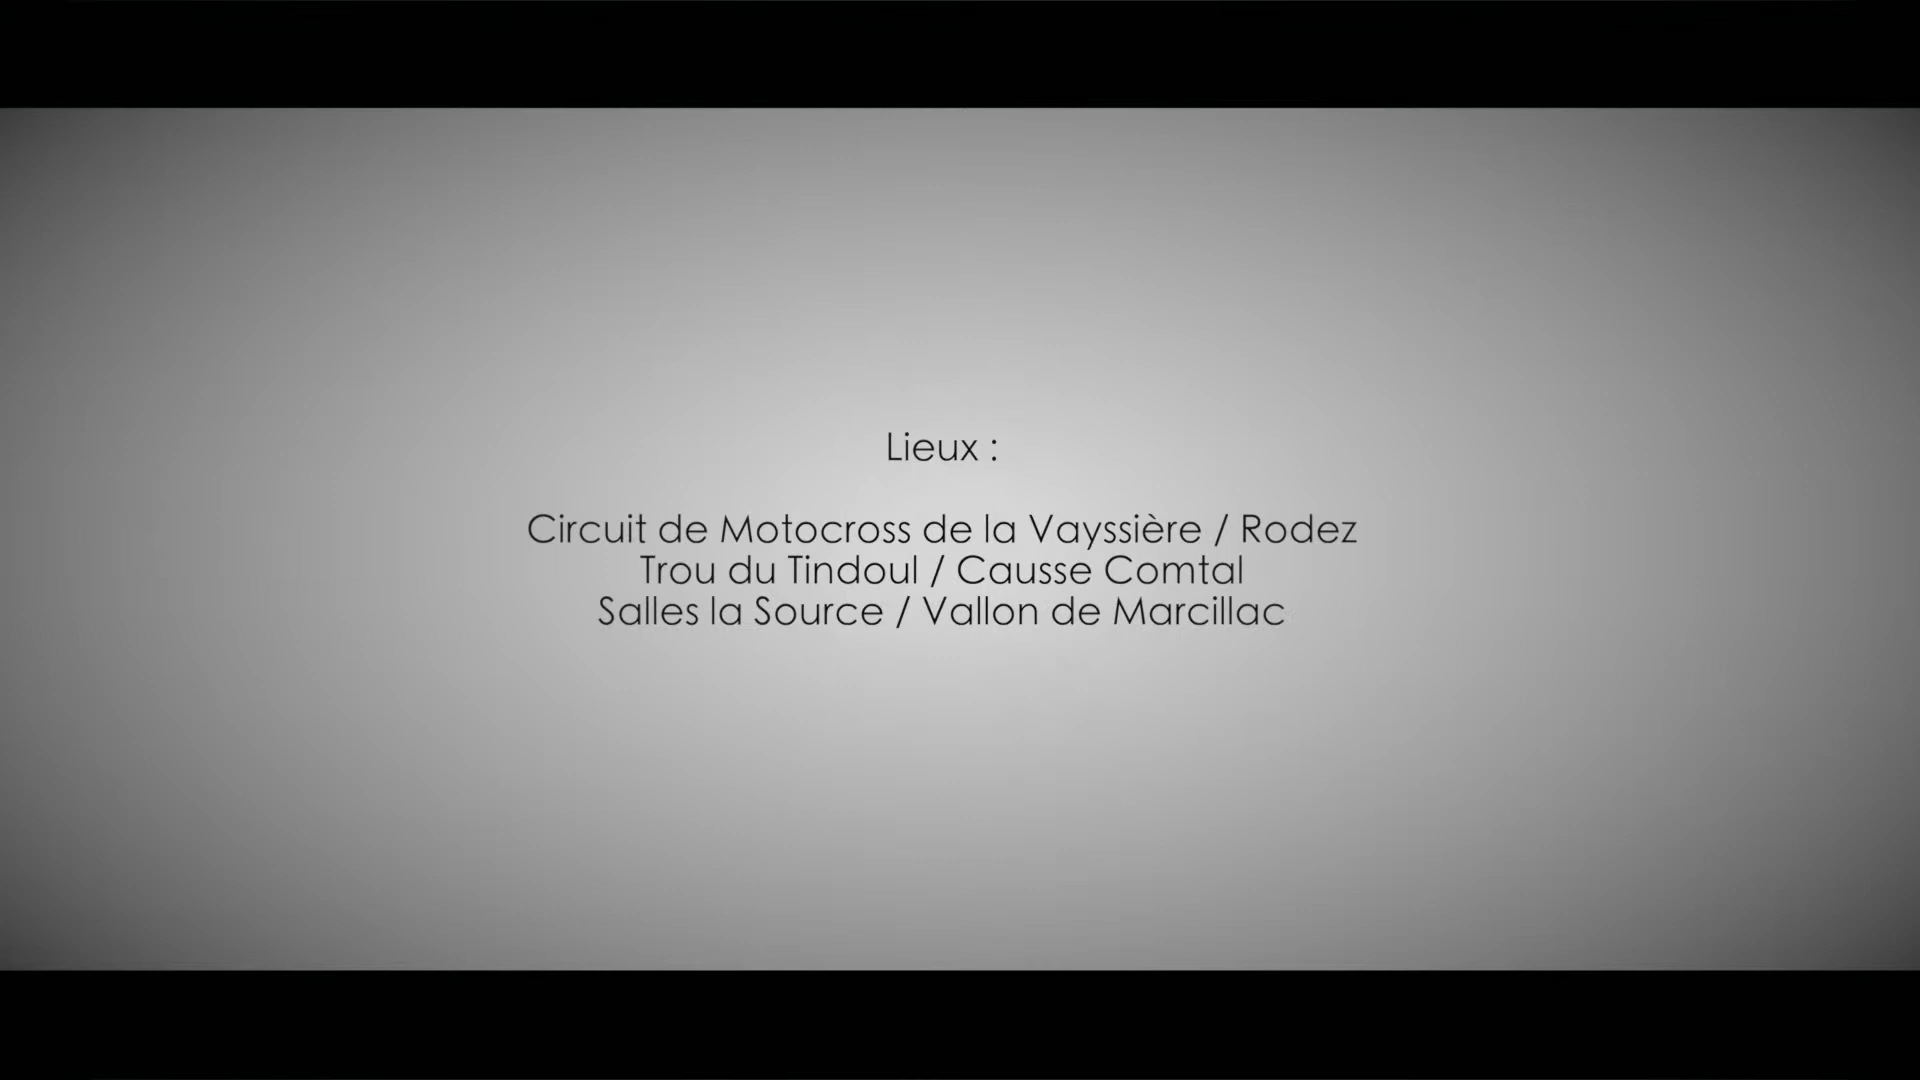 Lieux :
Circuit de Motocross de la Vayssière / Rodez
Trou du Tindoul / Causse Comtal
Salles la Source / Vallon de Marcillac